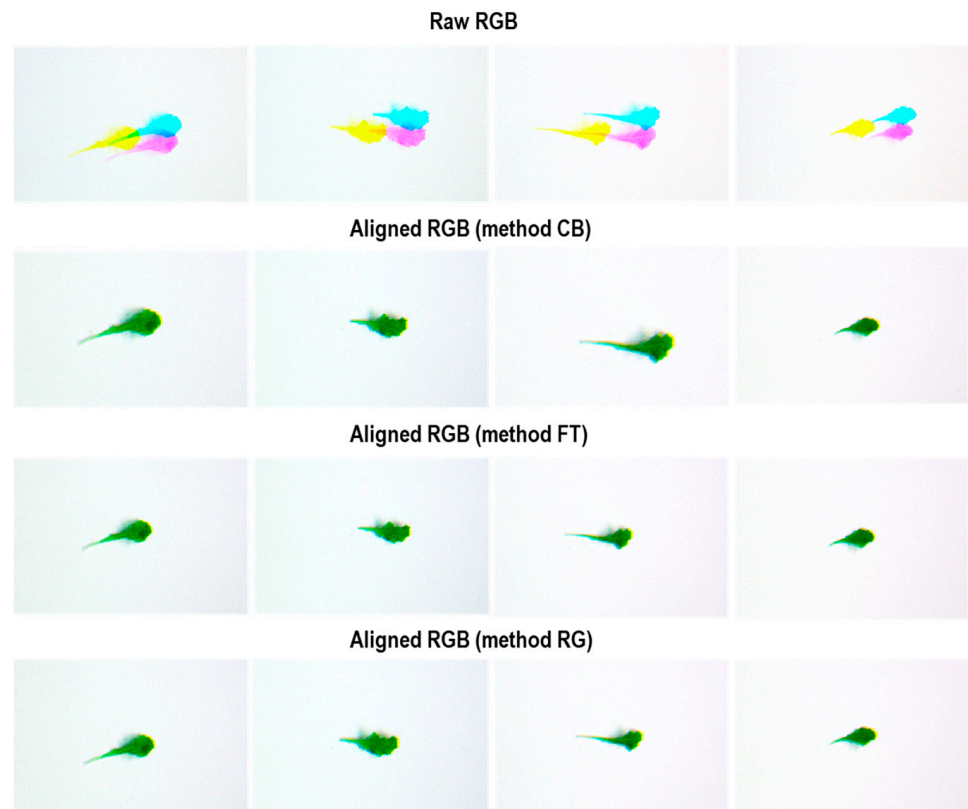 Raw RGB
Aligned RGB (method CB)
Aligned RGB (method FT)
Aligned RGB (method RG)